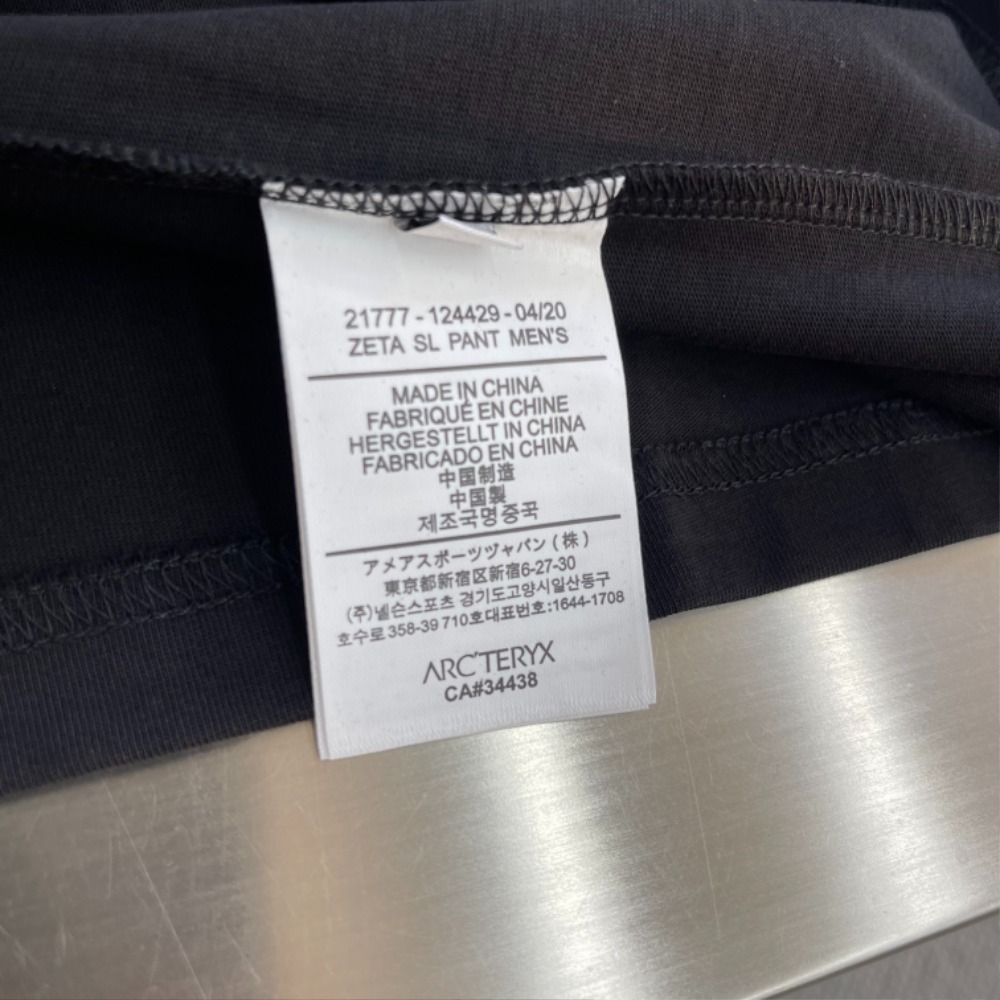 21777 - 124429 - 04/20
ZETA SL PANT MEN'S
MADE IN CHINA
FABRIQUÉ EN CHINE
HERGESTELLT IN CHINA
FABRICADO EN CHINA
中国制造
中国製
제조국명 중국
アメアスポーツジャパン (株)
東京都新宿区新宿6-27-30
(주)넬슨스포츠 경기도고양시일산동구
호수로 358-39 710호대표번호:1644-1708
ARC'TERYX
CA#34438